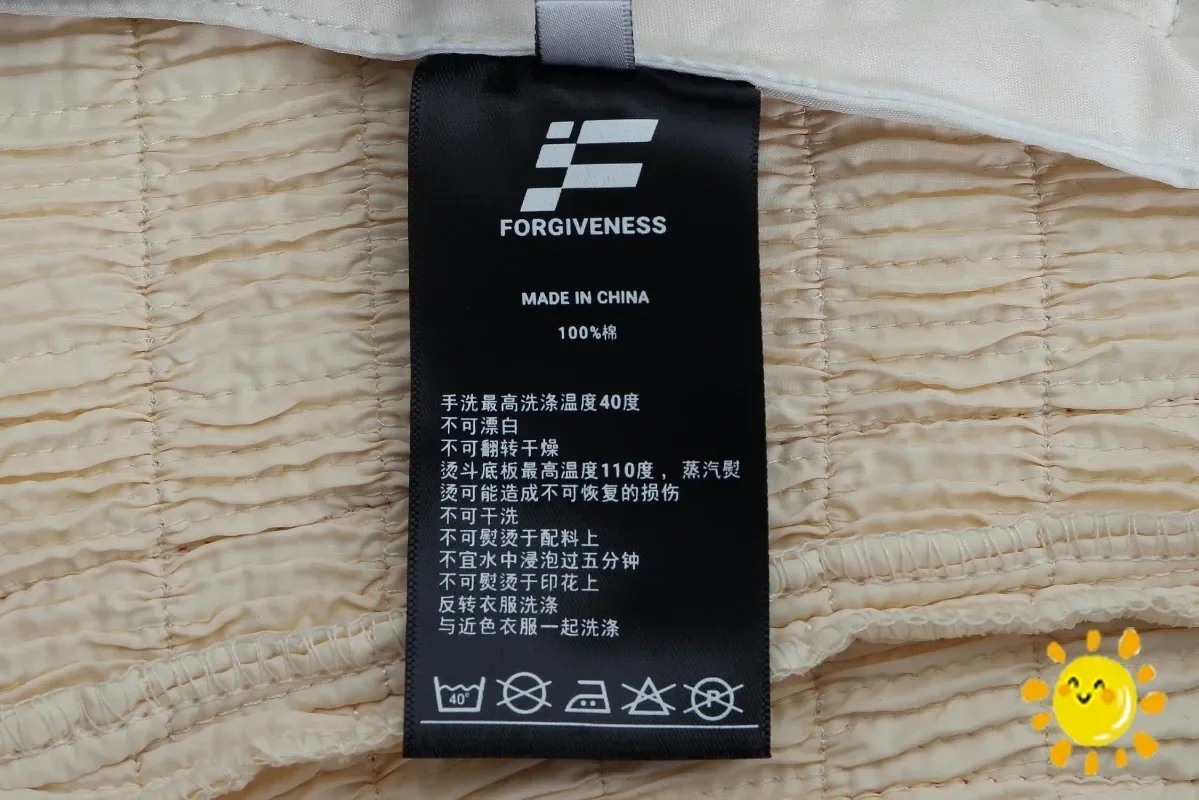 FORGIVENESS
MADE IN CHINA
100%棉
手洗最高洗涤温度40度
不可漂白
不可翻转干燥
烫斗底板最高温度110度，蒸汽熨
烫可能造成不可恢复的损伤
不可干洗
不可熨烫于配料上
不宜水中浸泡过五分钟
不可熨烫于印花上
反转衣服洗涤
与近色衣服一起洗涤
40° P